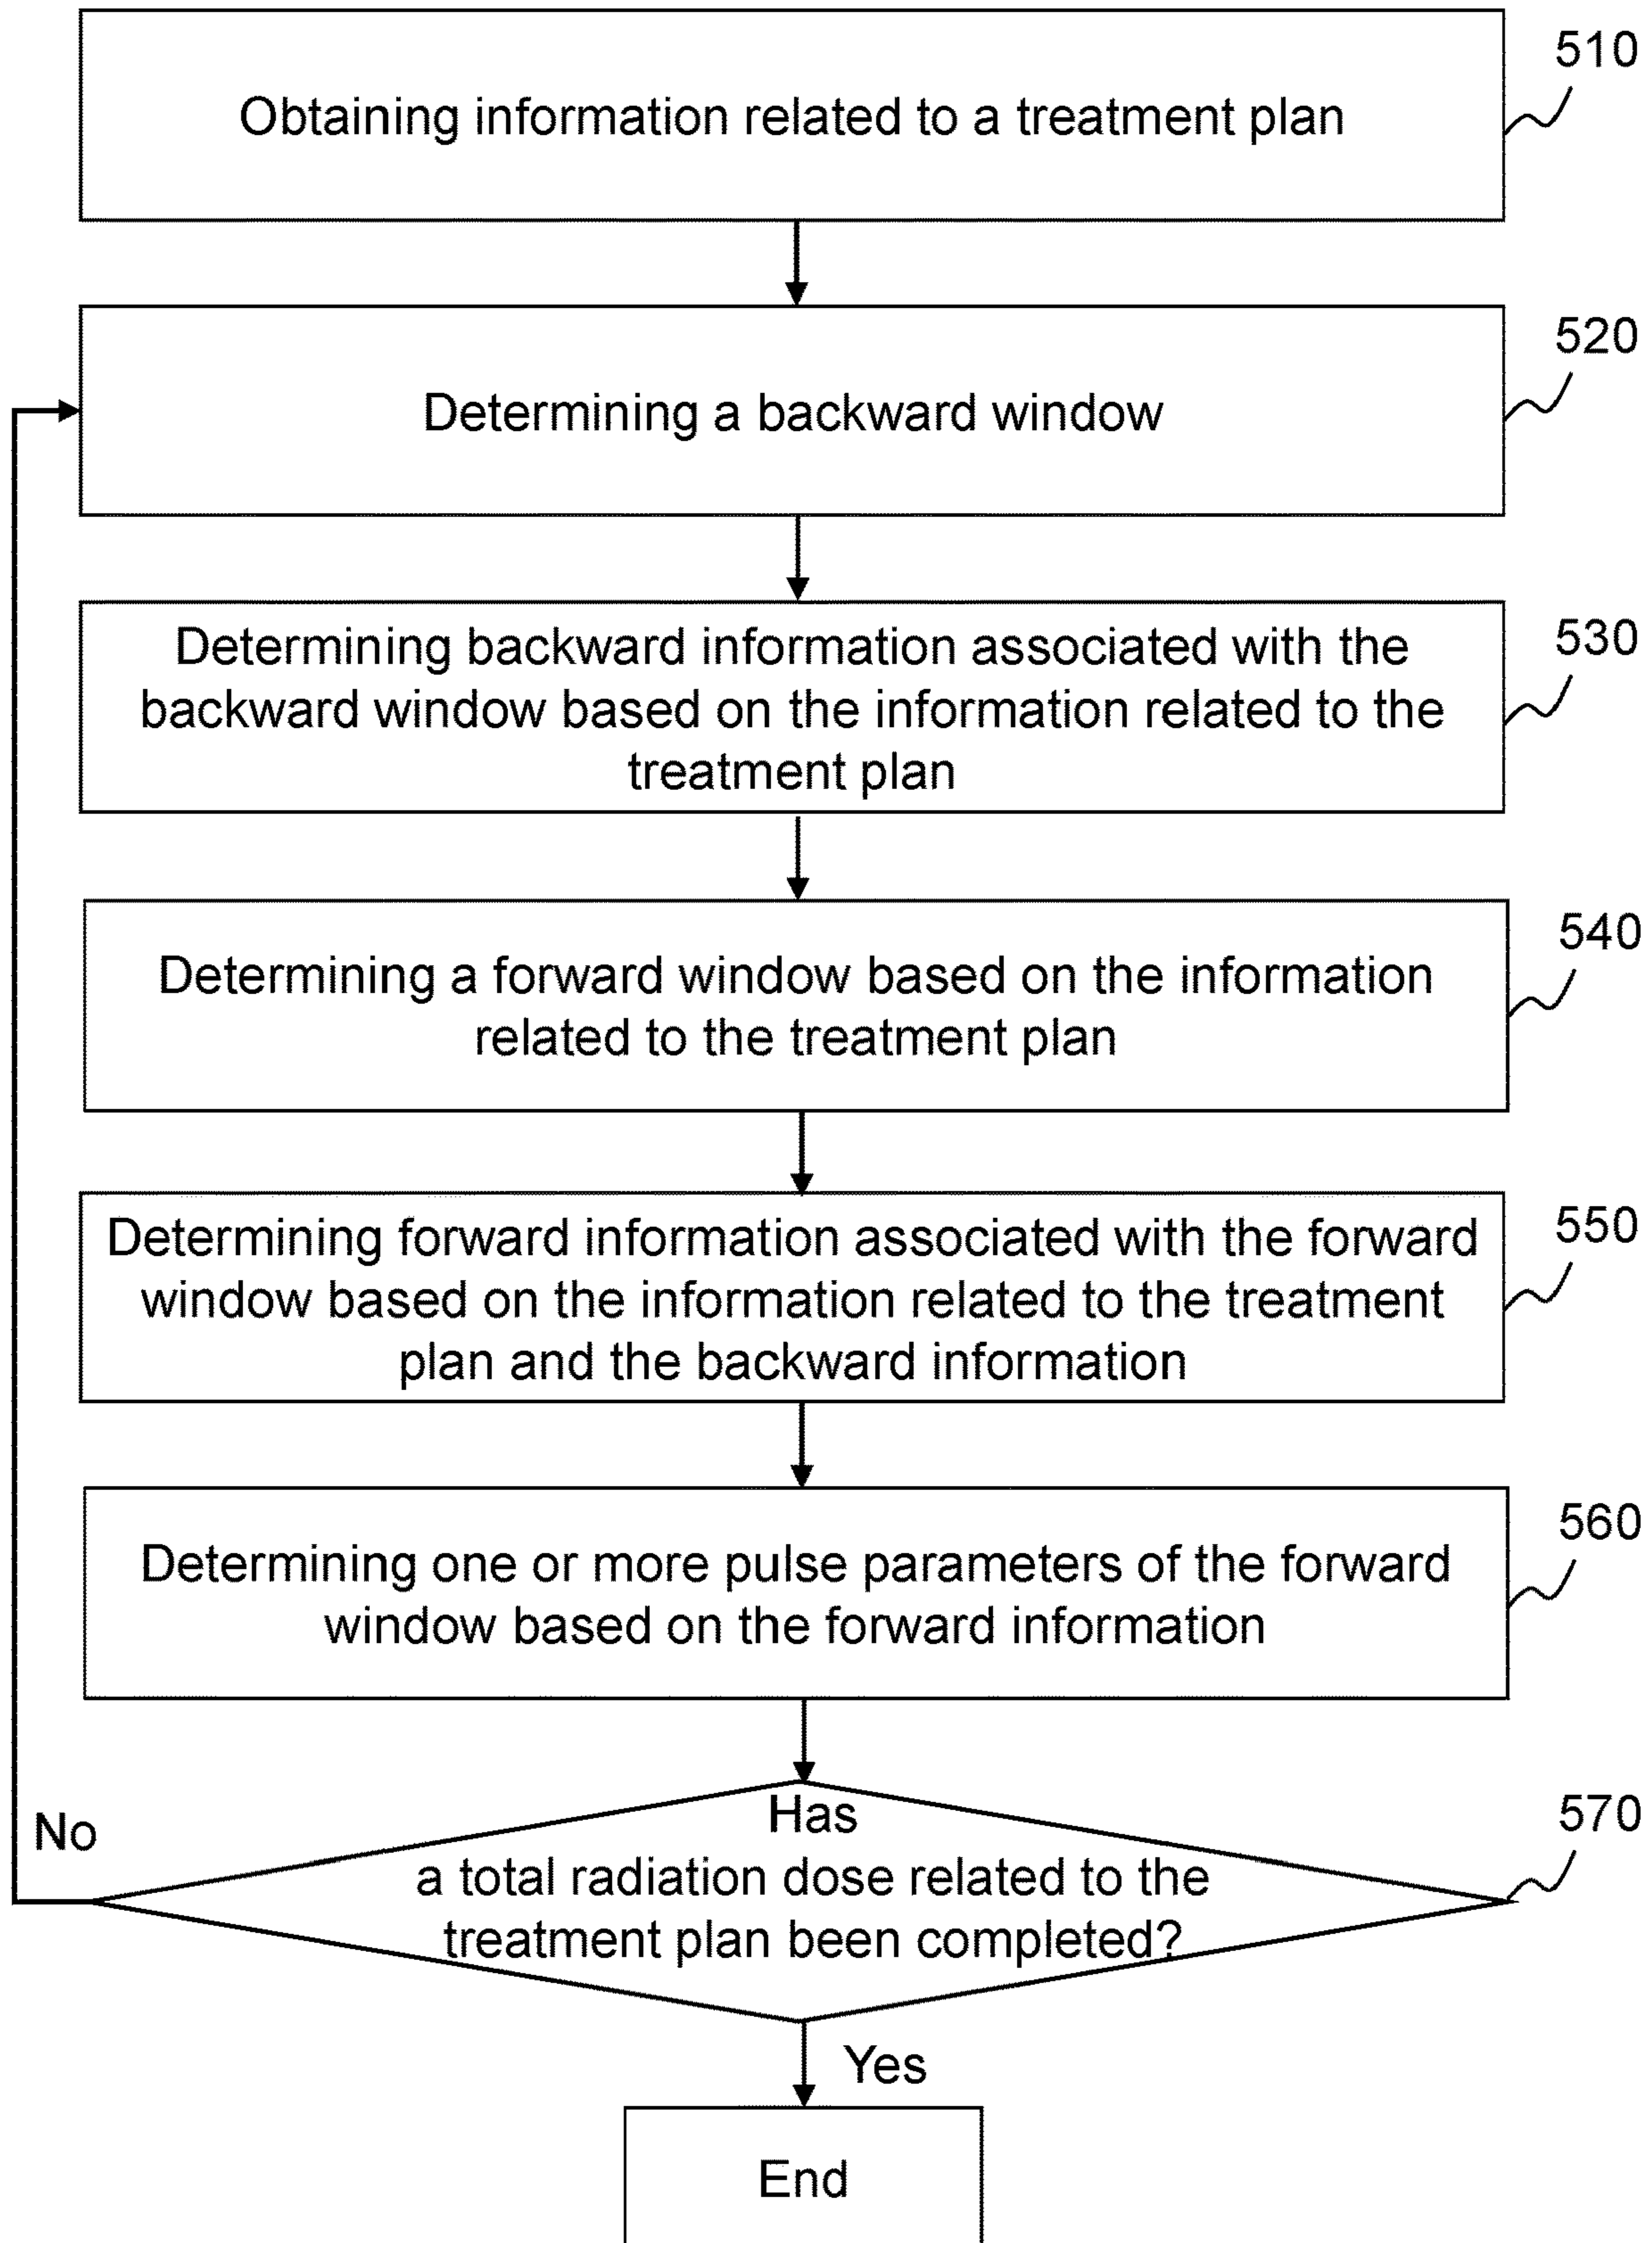 510
Obtaining information related to a treatment plan
520
Determining a backward window
530
Determining backward information associated with the
backward window based on the information related to the
treatment plan
540
Determining a forward window based on the information
related to the treatment plan
550
Determining forward information associated with the forward
window based on the information related to the treatment
plan and the backward information
560
Determining one or more pulse parameters of the forward
window based on the forward information
570
No
Has
a total radiation dose related to the
treatment plan been completed?
Yes
End